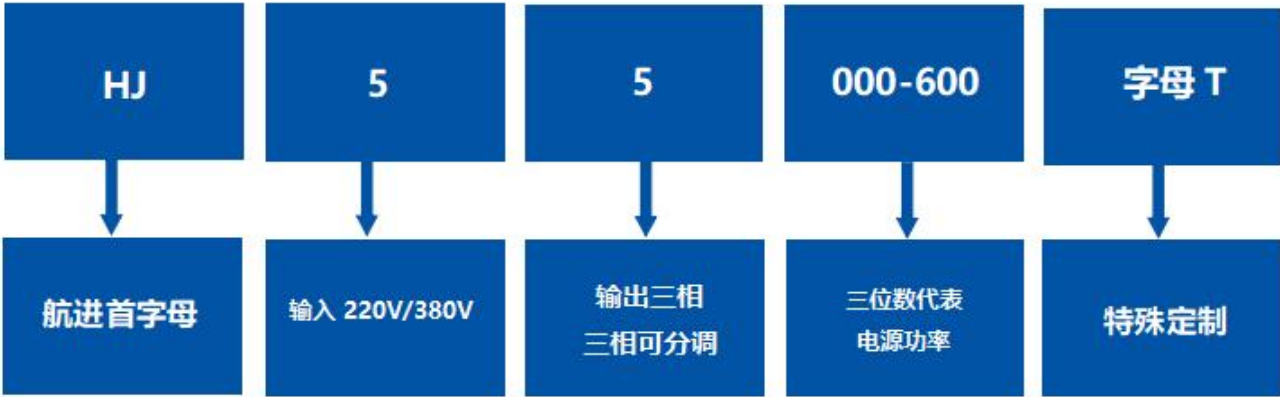 HJ
5
5
000-600
字母 T
航进首字母
输入 220V/380V
输出三相
三相可分调
三位数代表
电源功率
特殊定制